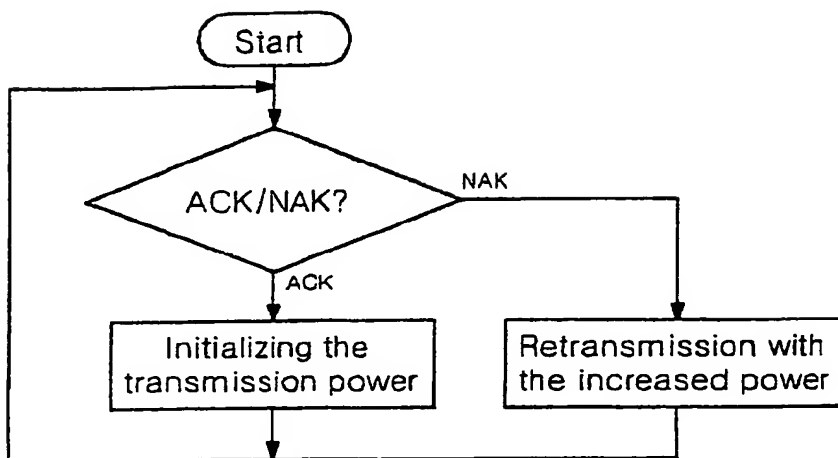 Start
ACK/NAK?
NAK
ACK
Initializing the
transmission power
Retransmission with
the increased power